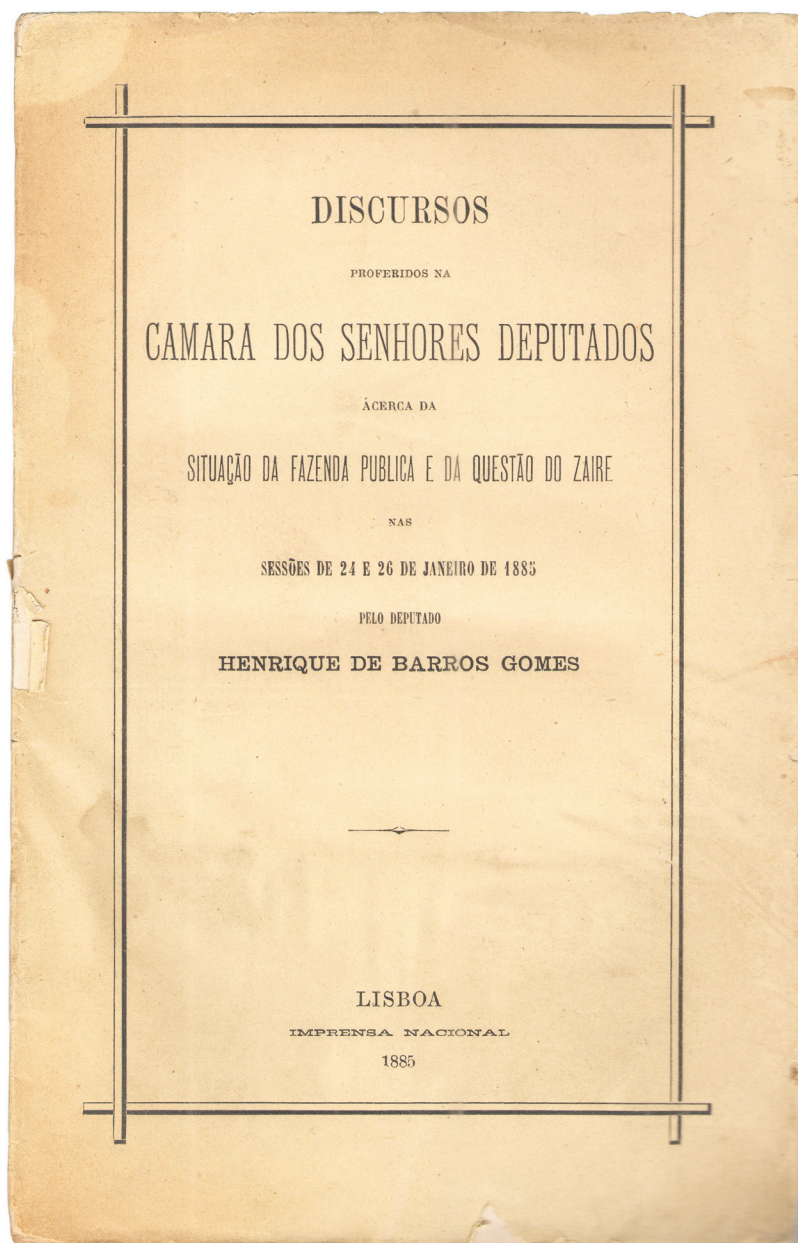 DISCURSOS
PROFERIDOS NA
CAMARA DOS SENHORES DEPUTADOS
ÁCERCA DA
SITUAÇÃO DA FAZENDA PUBLICA E DA QUESTÃO DO ZAIRE
NAS
SESSÕES DE 24 E 26 DE JANEIRO DE 1885
PELO DEPUTADO
HENRIQUE DE BARROS GOMES
LISBOA
IMPRENSA NACIONAL
1885